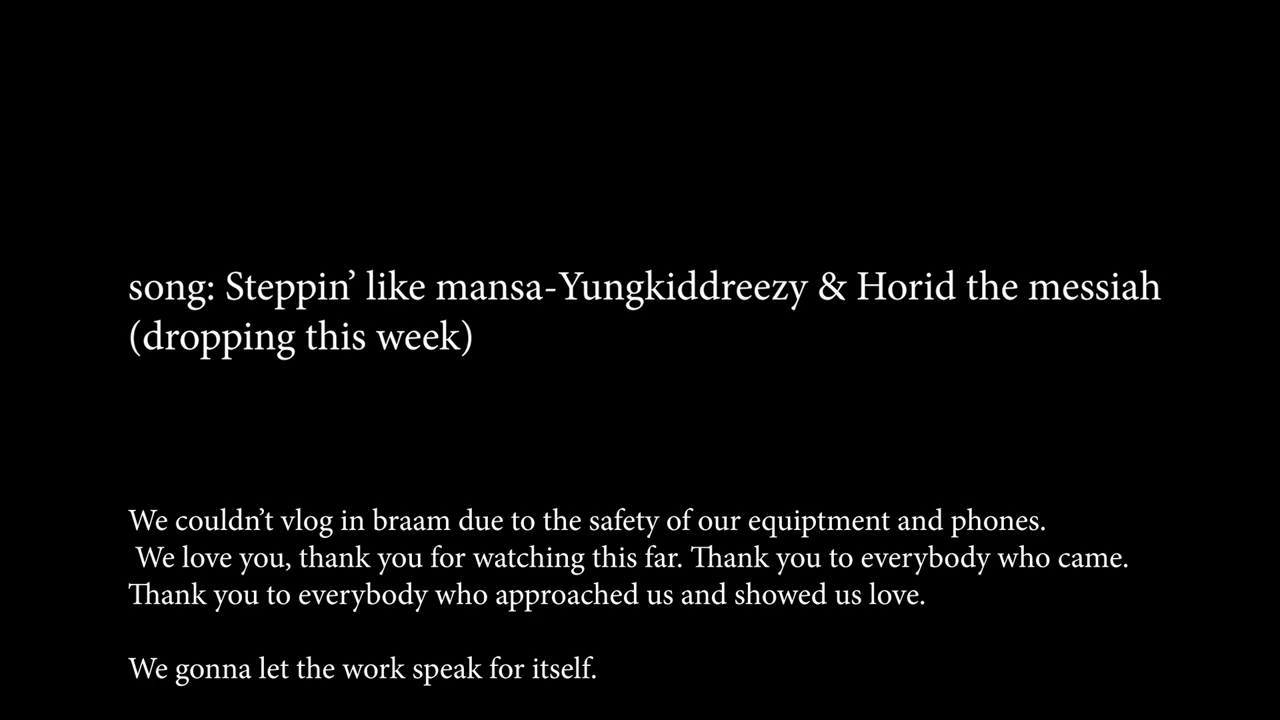 song: Steppin’ like mansa-Yungkiddreezy & Horid the messiah
(dropping this week)
We couldn’t vlog in braam due to the safety of our equiptment and phones.
We love you, thank you for watching this far. Thank you to everybody who came.
Thank you to everybody who approached us and showed us love.
We gonna let the work speak for itself.